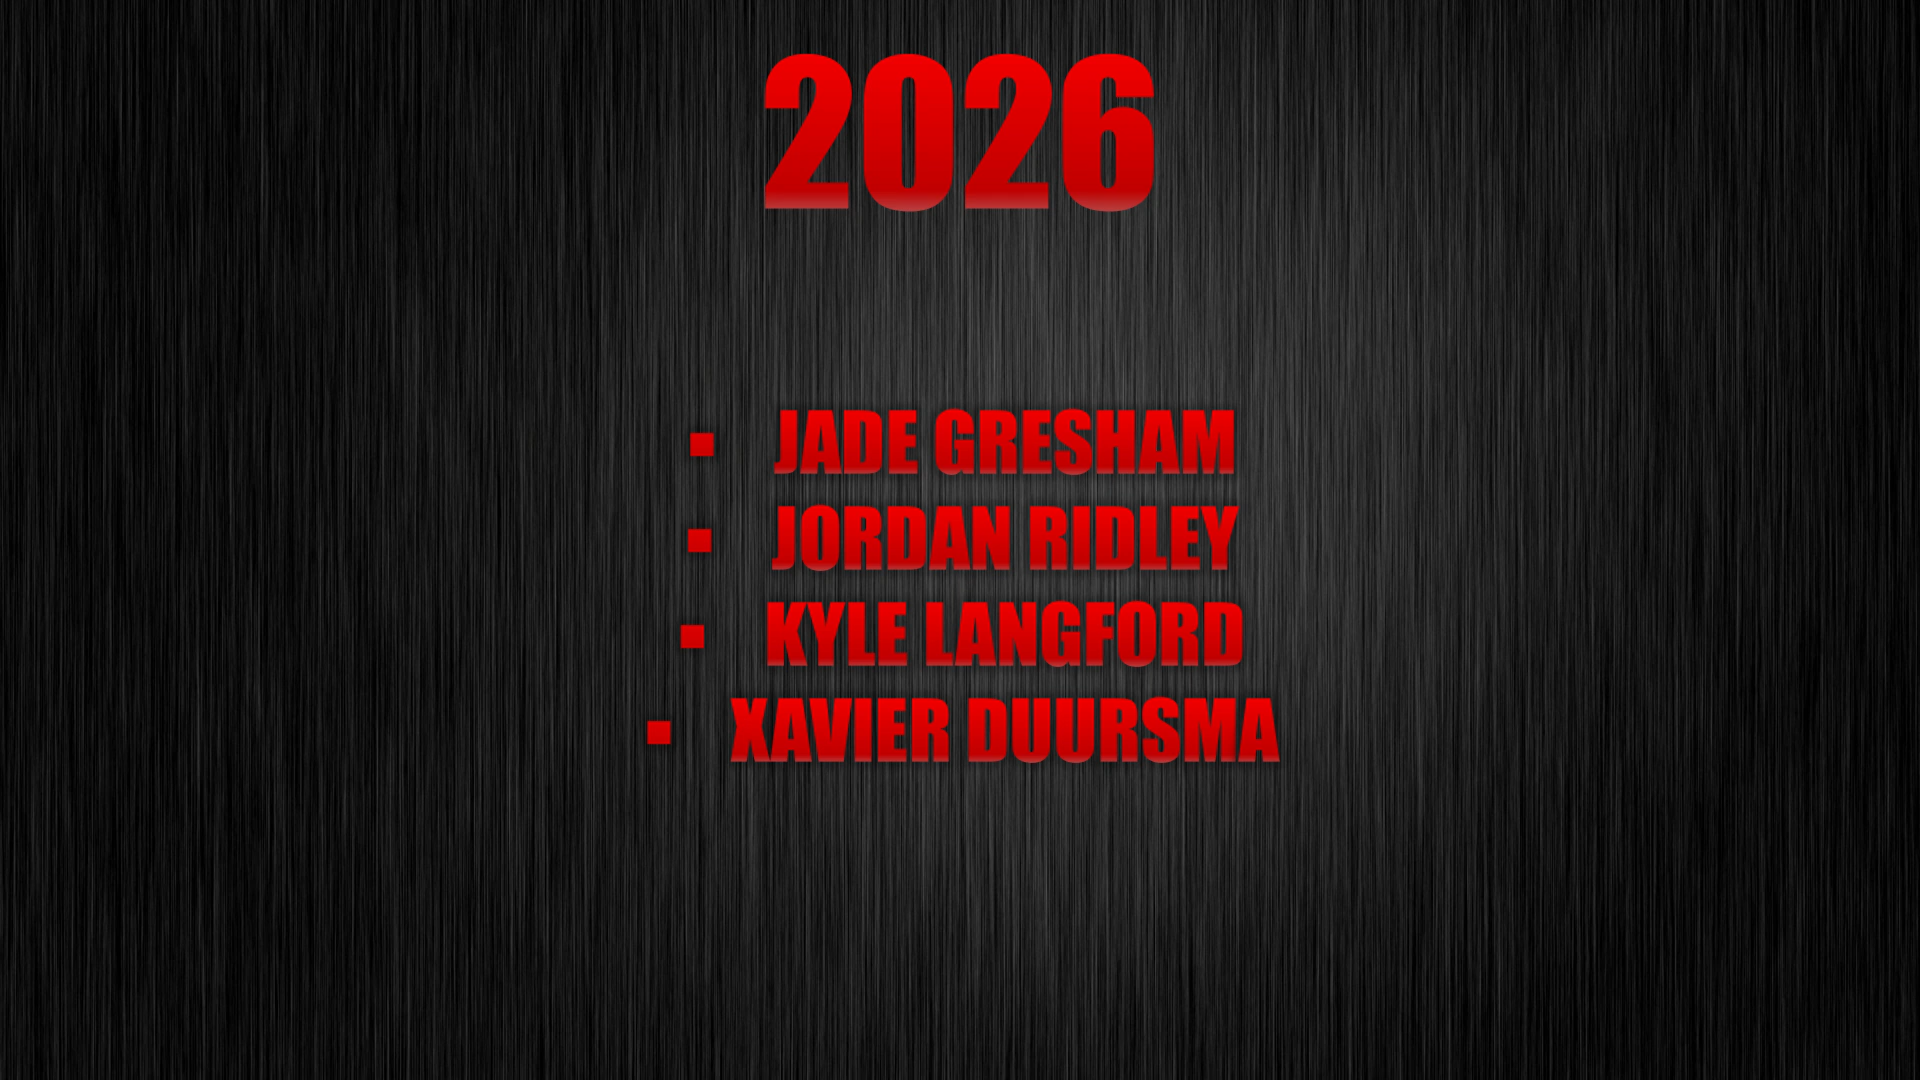 2026
▪ JADE GRESHAM
▪ JORDAN RIDLEY
▪ KYLE LANGFORD
▪ XAVIER DUURSMA